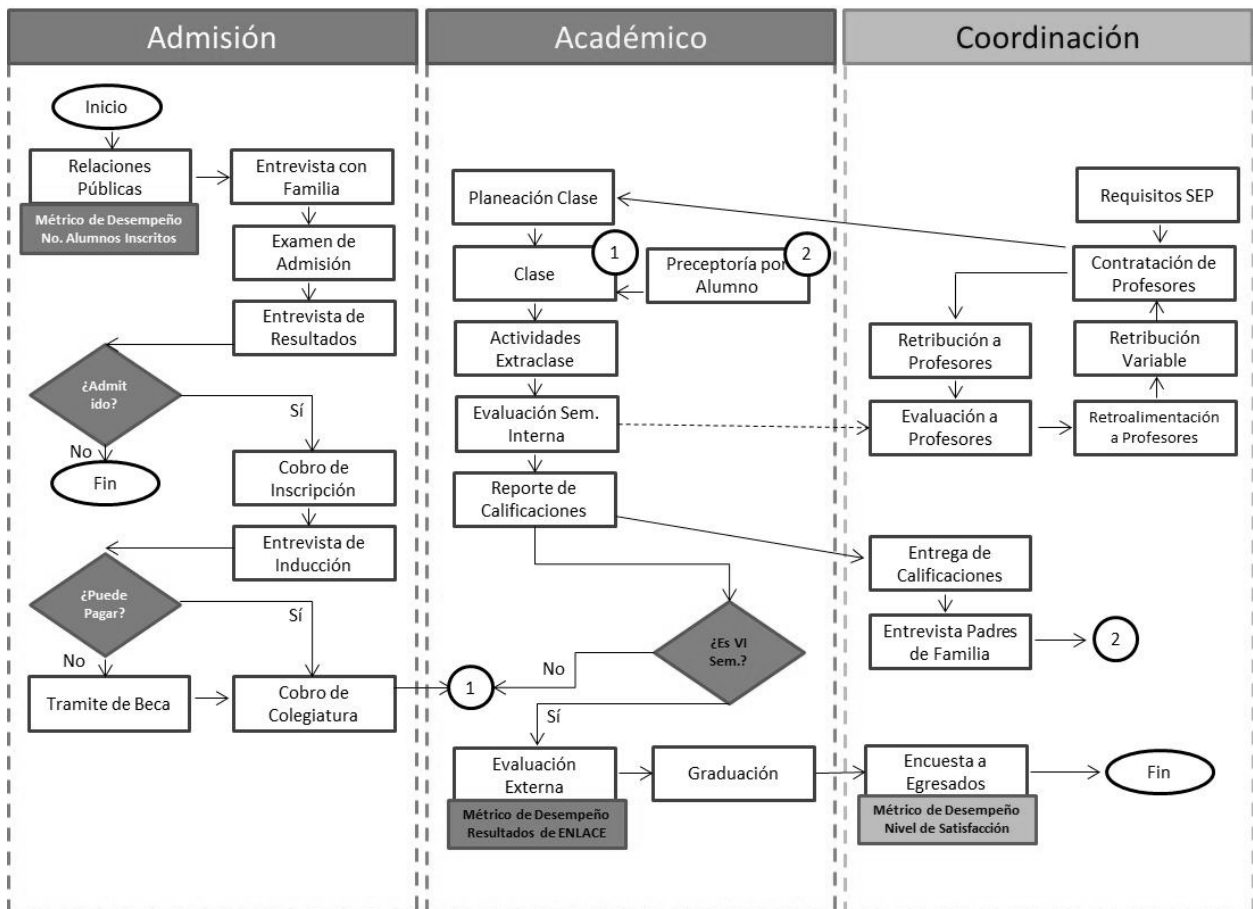 Admisión
Académico
Coordinación
Inicio
Relaciones
Públicas
Métrico de Desempeño
No. Alumnos Inscritos
Entrevista con
Familia
Examen de
Admisión
Entrevista de
Resultados
¿Admit
ido?
Sí
No
Fin
Cobro de
Inscripción
Entrevista de
Inducción
¿Puede
Pagar?
Sí
No
Tramite de Beca
Cobro de
Colegiatura
1
Planeación Clase
Clase
1
Preceptoría por
Alumno
2
Actividades
Extraclase
Evaluación Sem.
Interna
Reporte de
Calificaciones
¿Es VI
Sem.?
No
Sí
Evaluación
Externa
Métrico de Desempeño
Resultados de ENLACE
Graduación
Requisitos SEP
Contratación de
Profesores
Retribución a
Profesores
Retribución
Variable
Evaluación a
Profesores
Retroalimentación
a Profesores
Entrega de
Calificaciones
Entrevista Padres
de Familia
2
Encuesta a
Egresados
Métrico de Desempeño
Nivel de Satisfacción
Fin